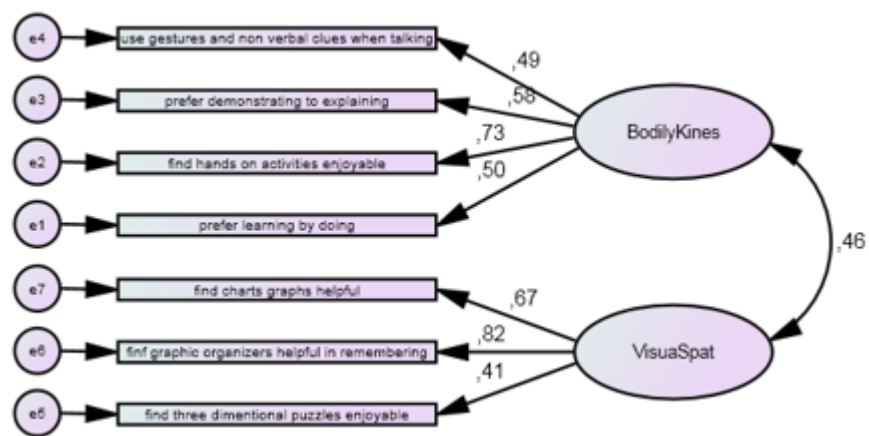 e4
use gestures and non verbal clues when talking
,49
e3
prefer demonstrating to explaining
,58
BodilyKines
e2
find hands on activities enjoyable
,73
e1
prefer learning by doing
,50
,46
e7
find charts graphs helpful
,67
e6
finf graphic organizers helpful in remembering
,82
VisuaSpat
e5
find three dimentional puzzles enjoyable
,41